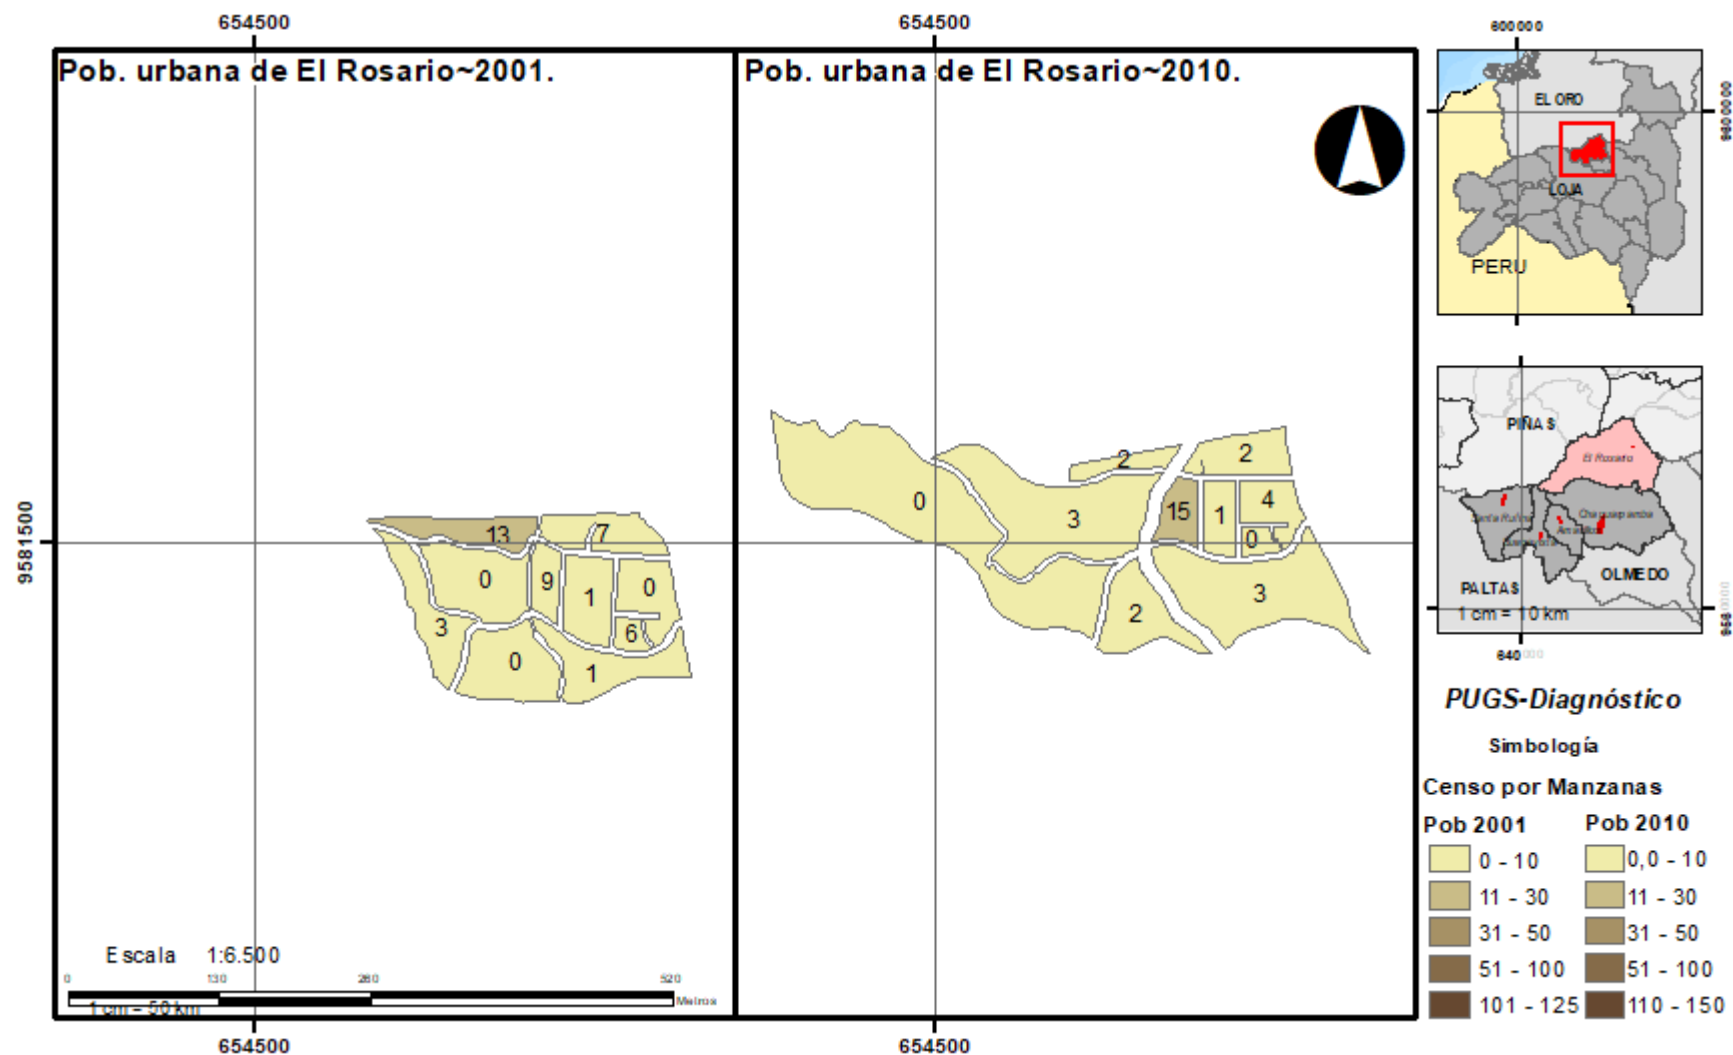 654500
654500
Pob. urbana de El Rosario~2001.
Pob. urbana de El Rosario~2010.
9581500
13
7
0
9
1
0
3
6
0
1
0
3
2
2
15
1
4
0
2
3
Escala 1:6.500
0 130 260 520
Metros
1 cm = 50 km
654500
654500
600000
EL ORO
LOJA
PERU
PIÑAS
El Rosario
Chaguarpamba
PALTAS
OLMEDO
1 cm = 10 km
640000
PUGS-Diagnóstico
Simbología
Censo por Manzanas
Pob 2001 Pob 2010
0 - 10 0,0 - 10
11 - 30 11 - 30
31 - 50 31 - 50
51 - 100 51 - 100
101 - 125 110 - 150